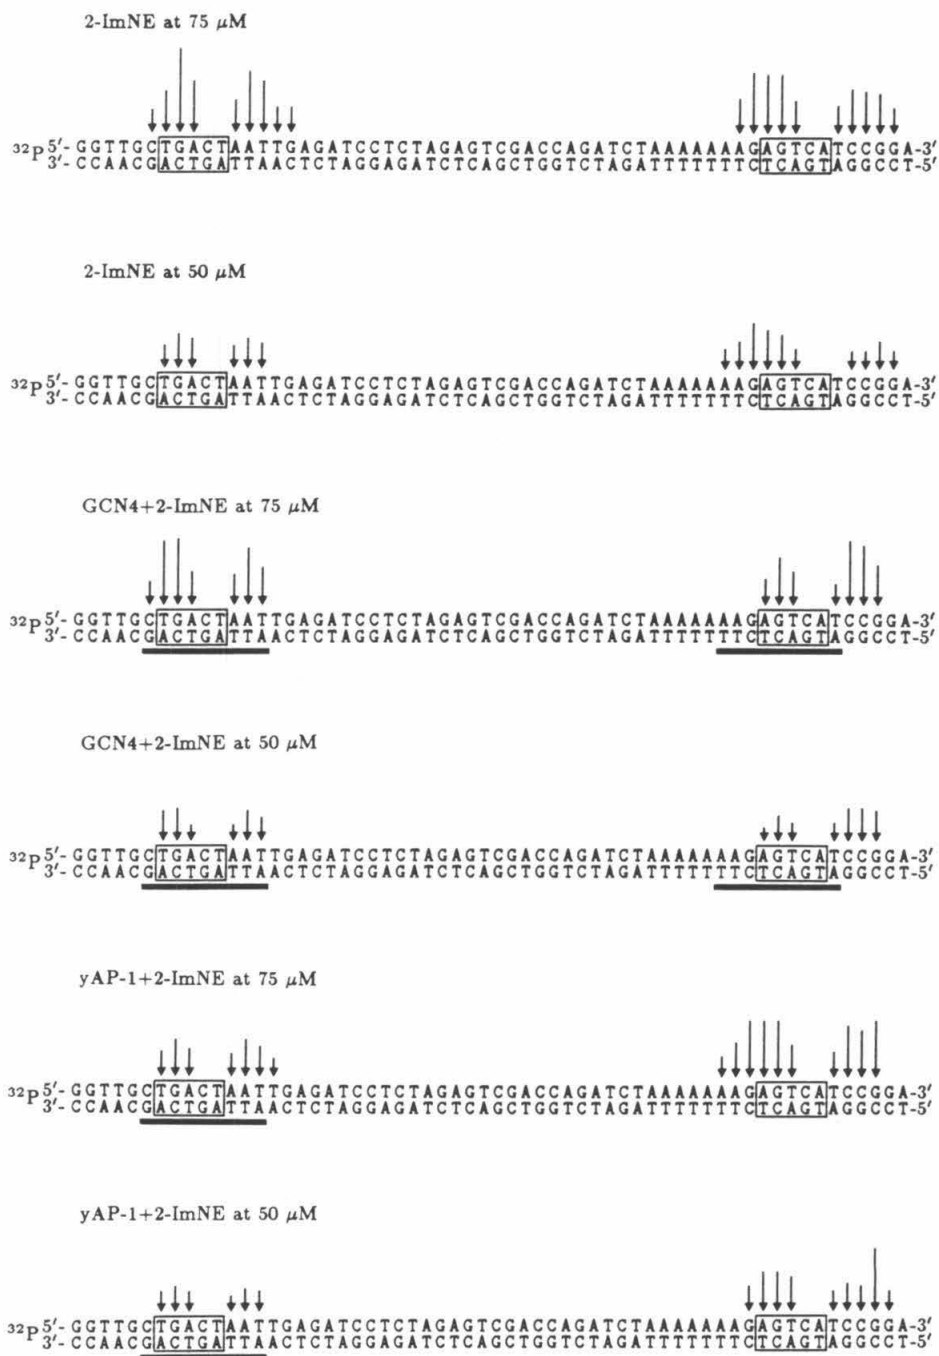 2-ImNE at 75 μM
32P 5′- GGTTGCTGACTAATTGAGATCCTCTAGAGTCGACCAGATCTAAAAAAAGAGTCATCCGGA-3′
3′- CCAACGACTGATTAACTCTAGGAGATCTCAGCTGGTCTAGATTTTTTTCTCAGTAGGCCT-5′
2-ImNE at 50 μM
32P 5′- GGTTGCTGACTAATTGAGATCCTCTAGAGTCGACCAGATCTAAAAAAAGAGTCATCCGGA-3′
3′- CCAACGACTGATTAACTCTAGGAGATCTCAGCTGGTCTAGATTTTTTTCTCAGTAGGCCT-5′
GCN4+2-ImNE at 75 μM
32P 5′- GGTTGCTGACTAATTGAGATCCTCTAGAGTCGACCAGATCTAAAAAAAGAGTCATCCGGA-3′
3′- CCAACGACTGATTAACTCTAGGAGATCTCAGCTGGTCTAGATTTTTTTCTCAGTAGGCCT-5′
GCN4+2-ImNE at 50 μM
32P 5′- GGTTGCTGACTAATTGAGATCCTCTAGAGTCGACCAGATCTAAAAAAAGAGTCATCCGGA-3′
3′- CCAACGACTGATTAACTCTAGGAGATCTCAGCTGGTCTAGATTTTTTTCTCAGTAGGCCT-5′
yAP-1+2-ImNE at 75 μM
32P 5′- GGTTGCTGACTAATTGAGATCCTCTAGAGTCGACCAGATCTAAAAAAAGAGTCATCCGGA-3′
3′- CCAACGACTGATTAACTCTAGGAGATCTCAGCTGGTCTAGATTTTTTTCTCAGTAGGCCT-5′
yAP-1+2-ImNE at 50 μM
32P 5′- GGTTGCTGACTAATTGAGATCCTCTAGAGTCGACCAGATCTAAAAAAAGAGTCATCCGGA-3′
3′- CCAACGACTGATTAACTCTAGGAGATCTCAGCTGGTCTAGATTTTTTTCTCAGTAGGCCT-5′